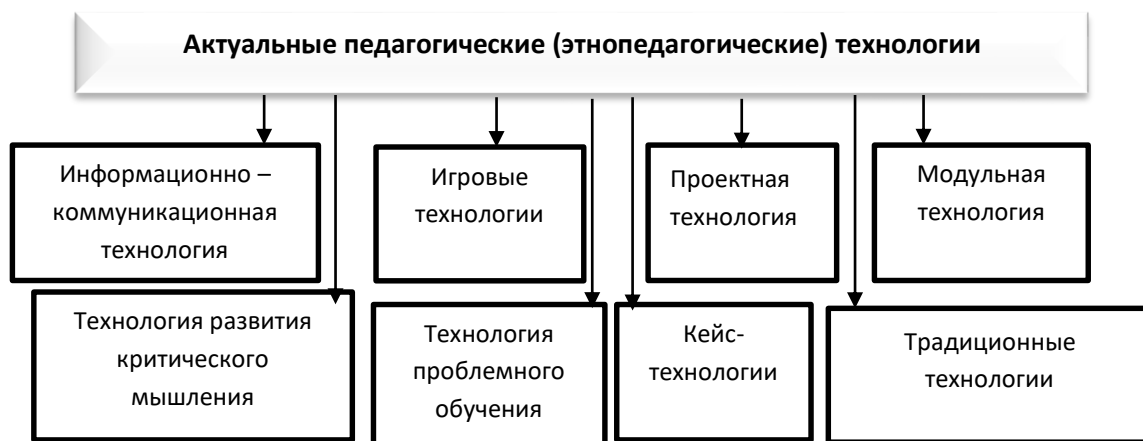 Актуальные педагогические (этнопедагогические) технологии
Информационно –
коммуникационная
технология
Игровые
технологии
Проектная
технология
Модульная
технология
Технология развития
критического
мышления
Технология
проблемного
обучения
Кейс-
технологии
Традиционные
технологии